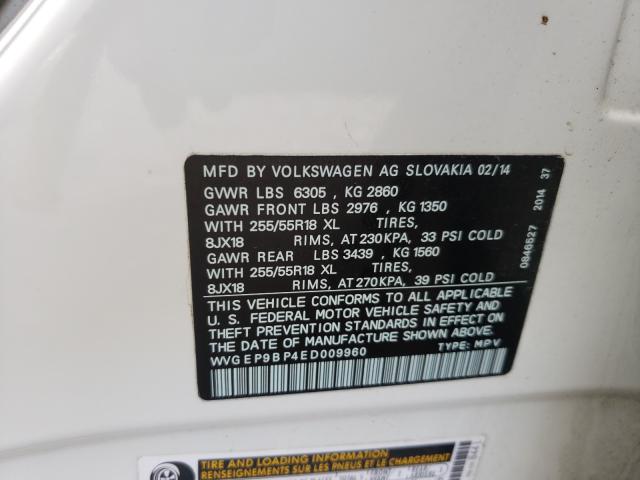 MFD BY VOLKSWAGEN AG SLOVAKIA 02/14
GVWR LBS 6305 , KG 2860
GAWR FRONT LBS 2976 , KG 1350
WITH 255/55R18 XL TIRES,
8JX18 RIMS, AT 230KPA, 33 PSI COLD
GAWR REAR LBS 3439 , KG 1560
WITH 255/55R18 XL TIRES,
8JX18 RIMS, AT 270KPA, 39 PSI COLD
THIS VEHICLE CONFORMS TO ALL APPLICABLE
U. S. FEDERAL MOTOR VEHICLE SAFETY AND
THEFT PREVENTION STANDARDS IN EFFECT ON
THE DATE OF MANUFACTURE SHOWN ABOVE.
WVGEP9BP4ED009960 TYPE: MPV
0846527 2014 37
TIRE AND LOADING INFORMATION
RENSEIGNEMENTS SUR LES PNEUS ET LE CHARGEMENT